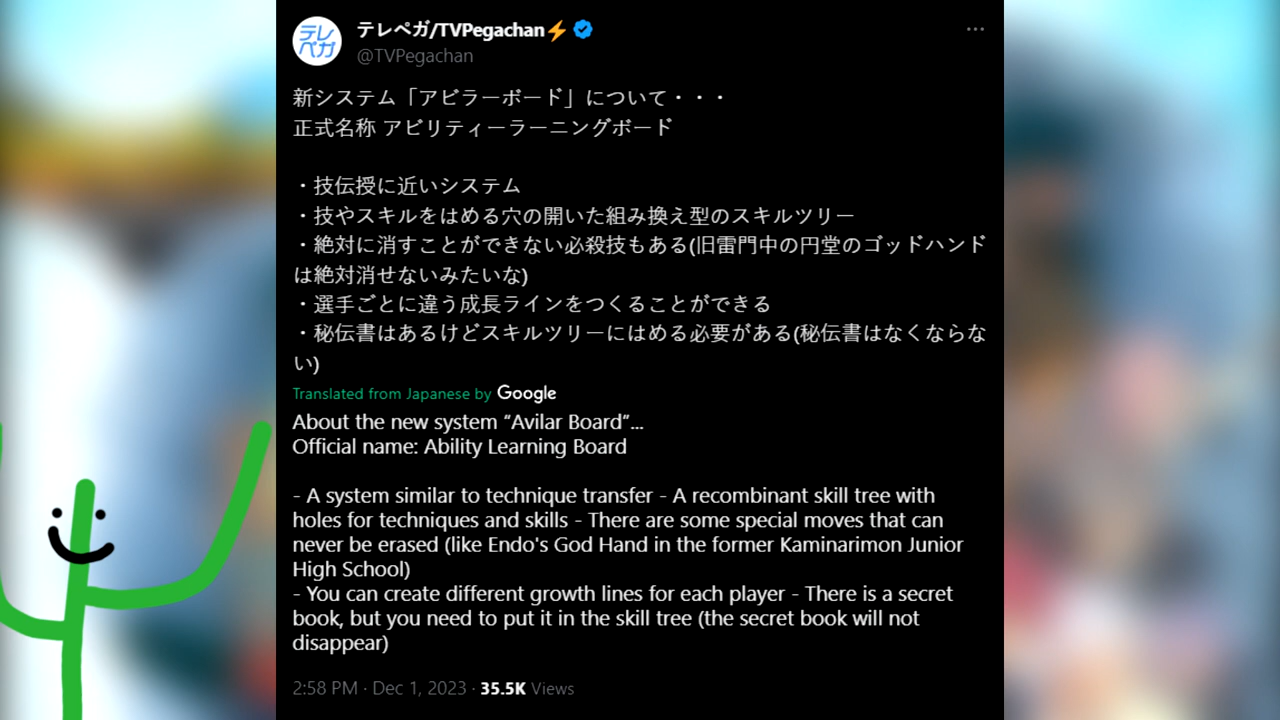 テレ
ペガ
テレペガ/TVPegachan⚡
@TVPegachan
新システム「アビラーボード」について・・・
正式名称 アビリティーラーニングボード
・技伝授に近いシステム
・技やスキルをはめる穴の開いた組み換え型のスキルツリー
・絶対に消すことができない必殺技もある(旧雷門中の円堂のゴッドハンド
は絶対消せないみたいな)
・選手ごとに違う成長ラインをつくることができる
・秘伝書はあるけどスキルツリーにはめる必要がある(秘伝書はなくならな
い)
Translated from Japanese by Google
About the new system “Avilar Board”...
Official name: Ability Learning Board
- A system similar to technique transfer - A recombinant skill tree with
holes for techniques and skills - There are some special moves that can
never be erased (like Endo's God Hand in the former Kaminarimon Junior
High School)
- You can create different growth lines for each player - There is a secret
book, but you need to put it in the skill tree (the secret book will not
disappear)
2:58 PM · Dec 1, 2023 · 35.5K Views